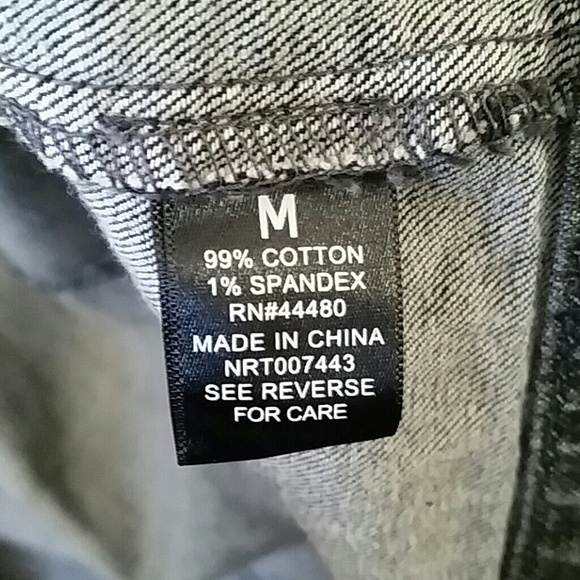 M
99% COTTON
1% SPANDEX
RN#44480
MADE IN CHINA
NRT007443
SEE REVERSE
FOR CARE